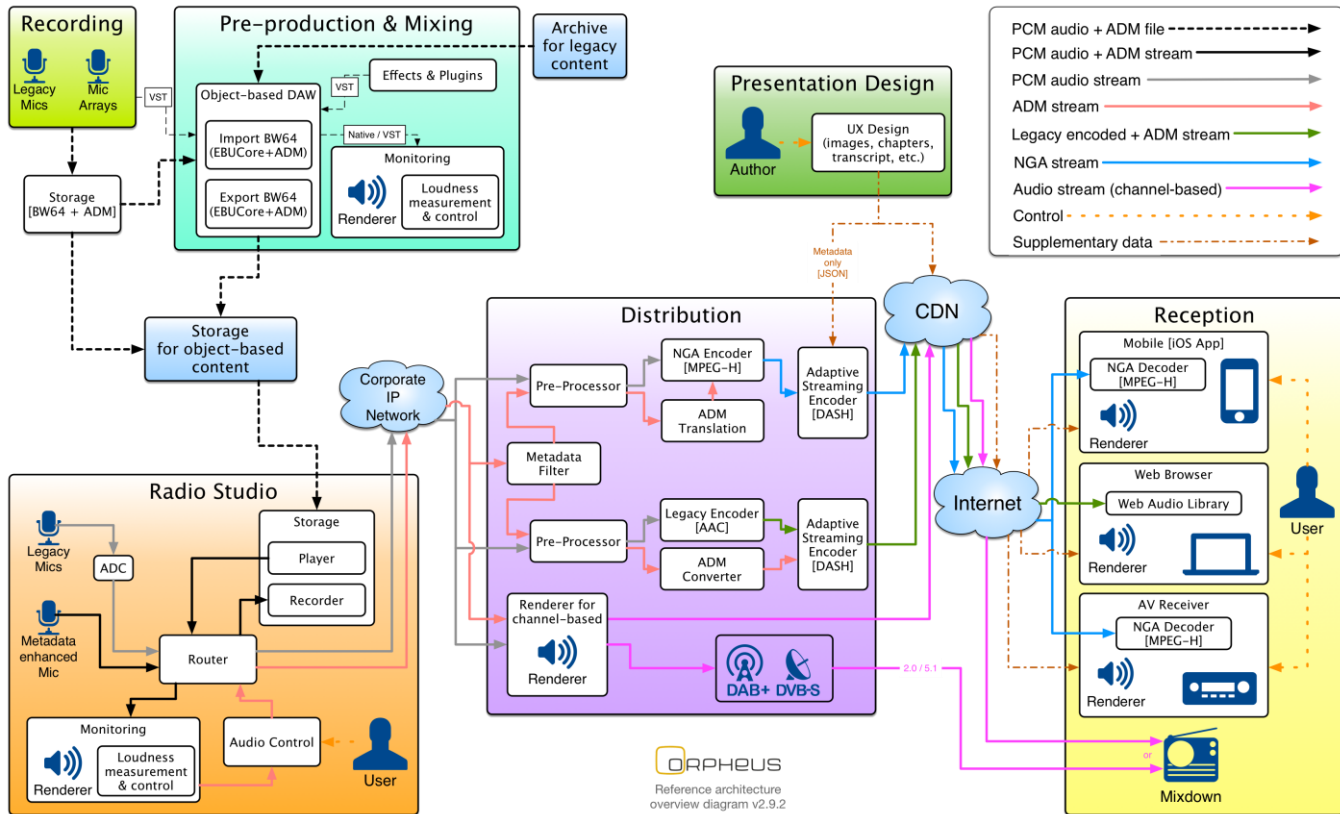 Recording
Legacy
Mics
Mic
Arrays
VST
Storage
[BW64 + ADM]
Pre-production & Mixing
Object-based DAW
Import BW64
(EBUCore+ADM)
Export BW64
(EBUCore+ADM)
VST
Effects & Plugins
Native / VST
Monitoring
Renderer
Loudness
measurement
& control
Archive
for legacy
content
Storage
for object-based
content
Presentation Design
Author
UX Design
(images, chapters,
transcript, etc.)
PCM audio + ADM file
PCM audio + ADM stream
PCM audio stream
ADM stream
Legacy encoded + ADM stream
NGA stream
Audio stream (channel-based)
Control
Supplementary data
Metadata
only
[JSON]
CDN
Corporate
IP
Network
Distribution
Pre-Processor
NGA Encoder
[MPEG-H]
ADM
Translation
Adaptive
Streaming
Encoder
[DASH]
Metadata
Filter
Pre-Processor
Legacy Encoder
[AAC]
ADM
Converter
Adaptive
Streaming
Encoder
[DASH]
Renderer for
channel-based
Renderer
DAB+
DVB-S
2.0 / 5.1
Internet
Radio Studio
Legacy
Mics
ADC
Metadata
enhanced
Mic
Storage
Player
Recorder
Router
Monitoring
Renderer
Loudness
measurement
& control
Audio Control
User
Reception
Mobile [iOS App]
NGA Decoder
[MPEG-H]
Renderer
Web Browser
Web Audio Library
Renderer
AV Receiver
NGA Decoder
[MPEG-H]
Renderer
User
or
Mixdown
ORPHEUS
Reference architecture
overview diagram v2.9.2